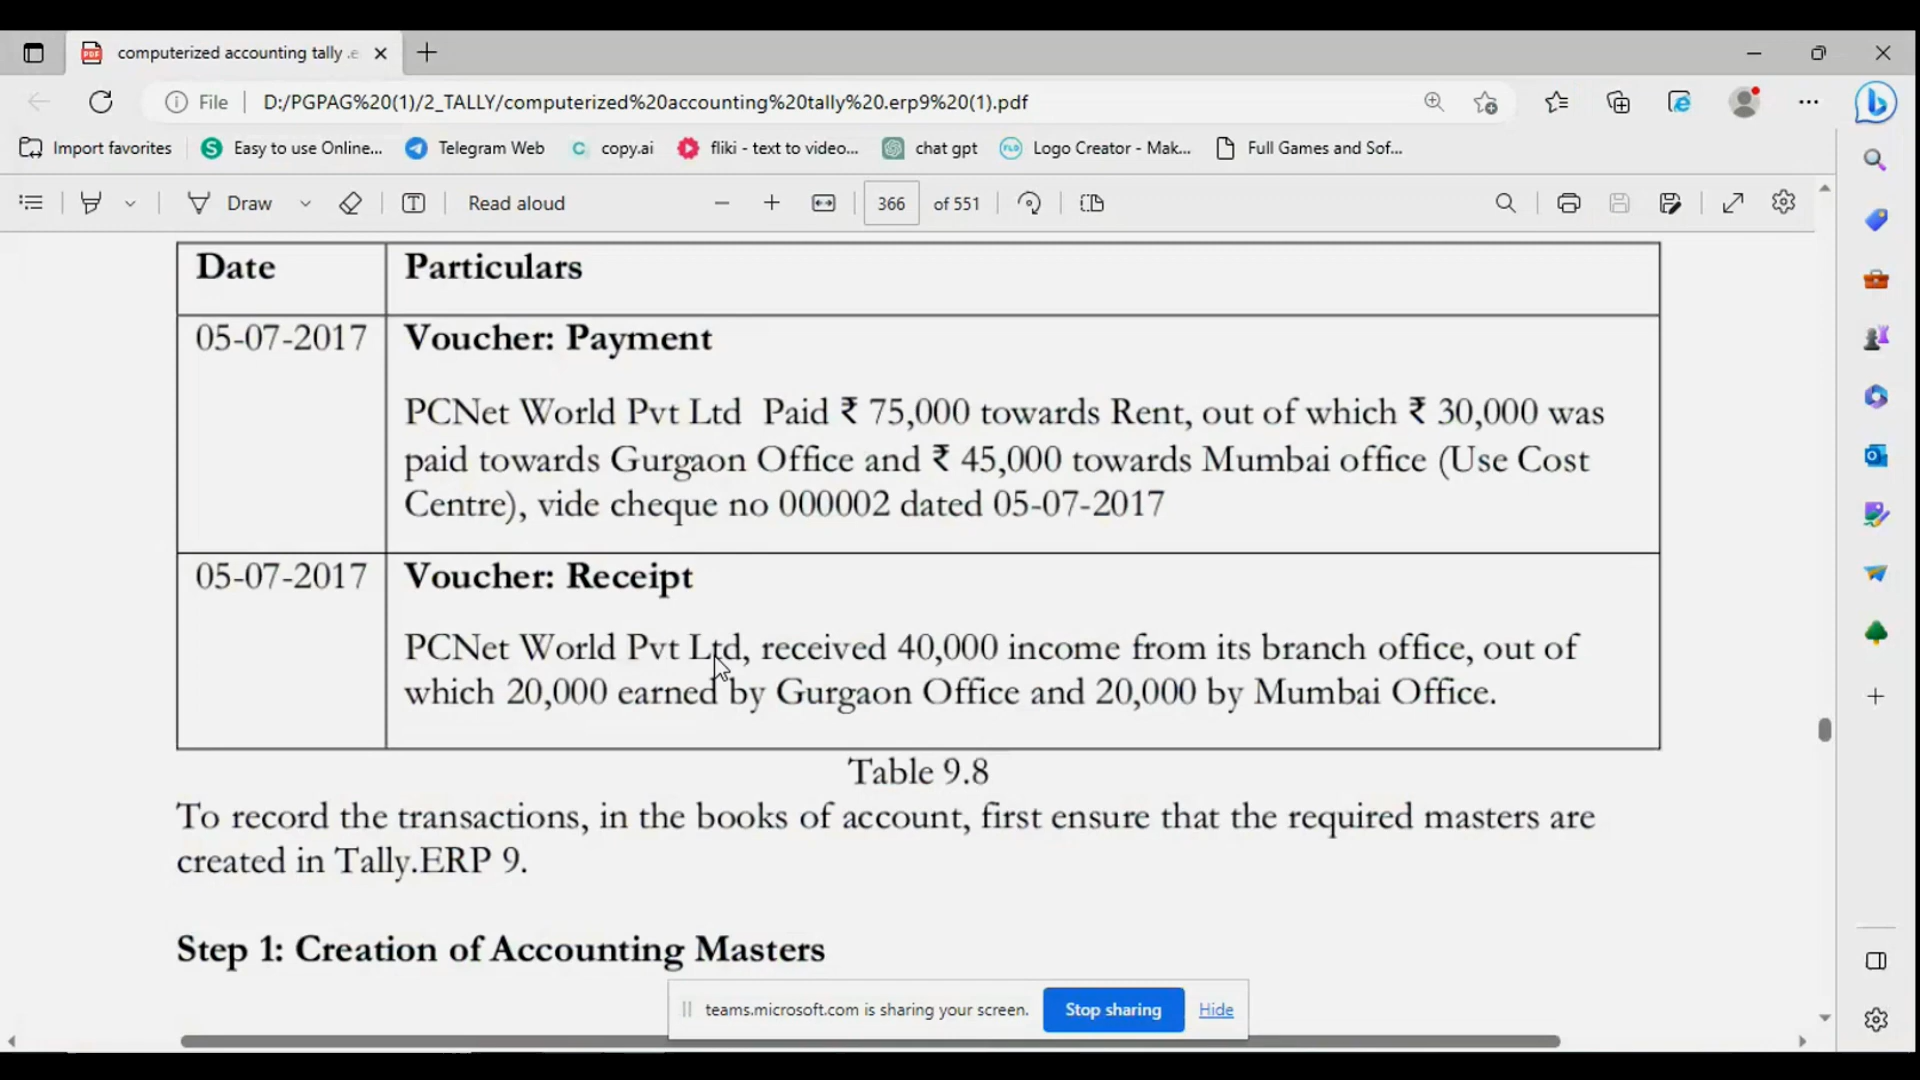 computerized accounting tally .e
File
D:/PGPAG%20(1)/2_TALLY/computerized%20accounting%20tally%20.erp9%20(1).pdf
Import favorites
Easy to use Online...
Telegram Web
copy.ai
fliki - text to video...
chat gpt
Logo Creator - Mak...
Full Games and Sof...
Draw
Read aloud
366 of 551
Date Particulars
05-07-2017 Voucher: Payment
PCNet World Pvt Ltd Paid ₹ 75,000 towards Rent, out of which ₹ 30,000 was
paid towards Gurgaon Office and ₹ 45,000 towards Mumbai office (Use Cost
Centre), vide cheque no 000002 dated 05-07-2017
05-07-2017 Voucher: Receipt
PCNet World Pvt Ltd, received 40,000 income from its branch office, out of
which 20,000 earned by Gurgaon Office and 20,000 by Mumbai Office.
Table 9.8
To record the transactions, in the books of account, first ensure that the required masters are
created in Tally.ERP 9.
Step 1: Creation of Accounting Masters
teams.microsoft.com is sharing your screen.
Stop sharing
Hide